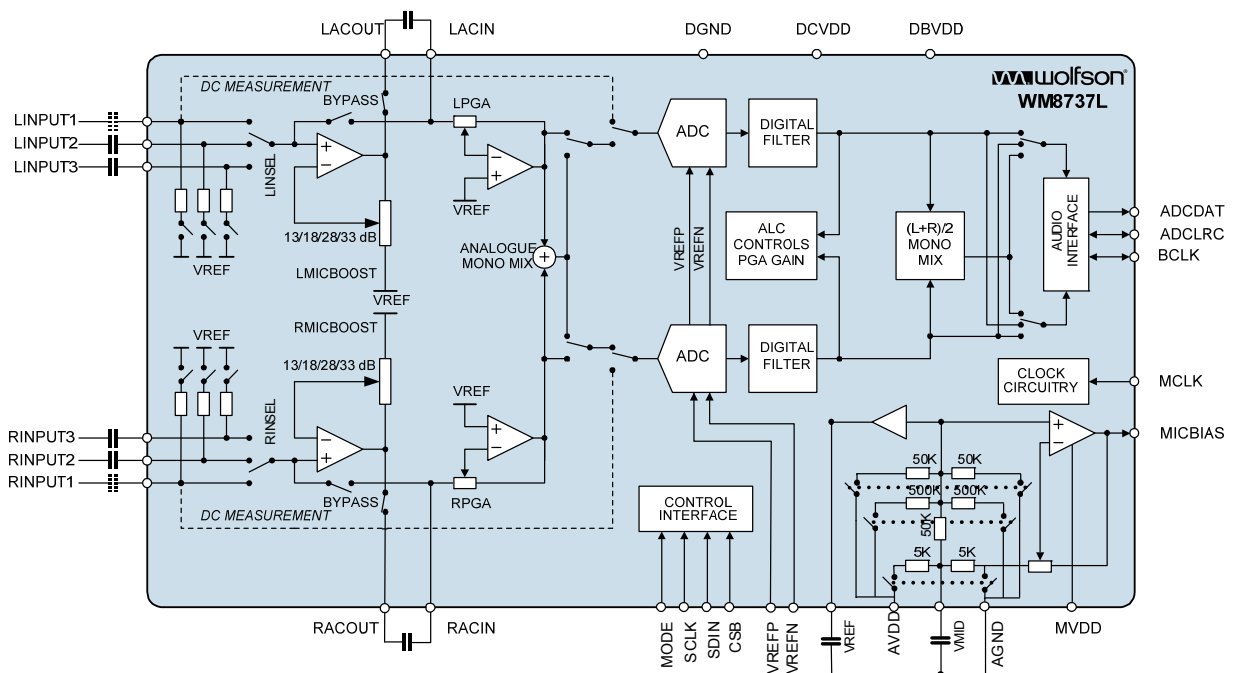 LACOUT
LACIN
DGND
DCVDD
DBVDD
DC MEASUREMENT
wolfson®
WM8737L
BYPASS
LPGA
LINPUT1
LINPUT2
LINPUT3
LINSEL
ADC
DIGITAL
FILTER
VREF
VREF
13/18/28/33 dB
LMICBOOST
ANALOGUE
MONO MIX
VREFP
VREFN
ALC
CONTROLS
PGA GAIN
(L+R)/2
MONO
MIX
AUDIO
INTERFACE
ADCDAT
ADCLRC
BCLK
VREF
RMICBOOST
VREF
13/18/28/33 dB
ADC
DIGITAL
FILTER
CLOCK
CIRCUITRY
MCLK
VREF
RINSEL
RINPUT3
RINPUT2
RINPUT1
MICBIAS
BYPASS
RPGA
DC MEASUREMENT
CONTROL
INTERFACE
50K
50K
500K
500K
50K
5K
5K
RACOUT
RACIN
MODE
SCLK
SDIN
CSB
VREFP
VREFN
VREF
AVDD
VMID
AGND
MVDD